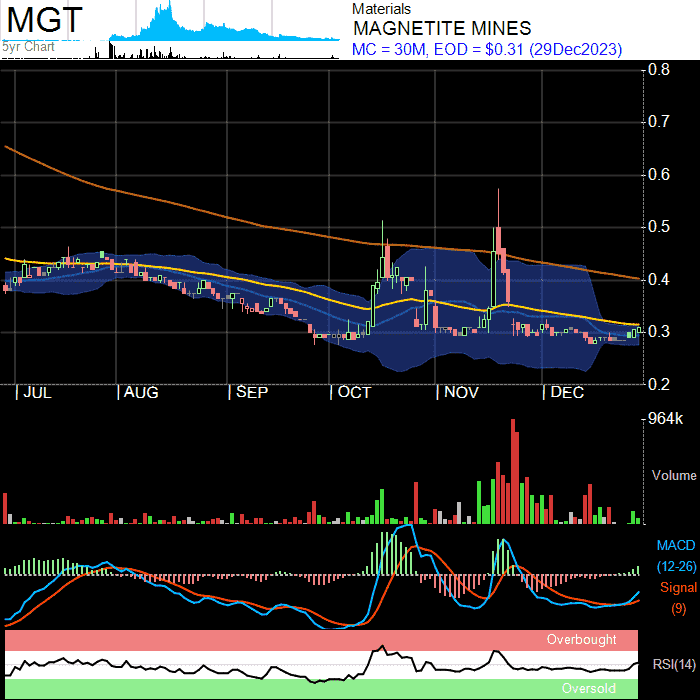 MGT
5yr Chart
Materials
MAGNETITE MINES
MC = 30M, EOD = $0.31 (29Dec2023)
0.8
0.7
0.6
0.5
0.4
0.3
0.2
JUL AUG SEP OCT NOV DEC
964k
Volume
MACD
(12-26)
Signal
(9)
Overbought
RSI(14)
Oversold